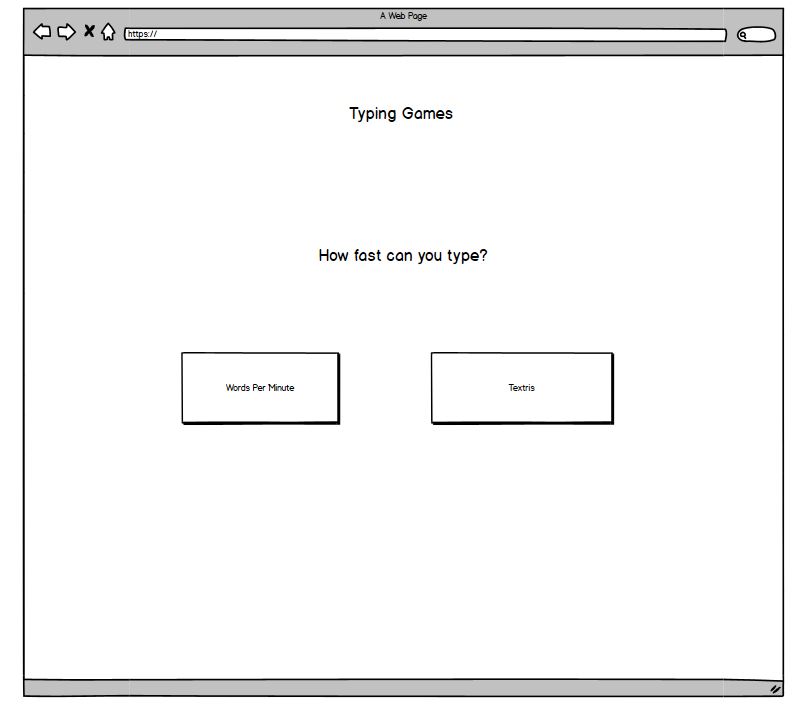 A Web Page
https://
Typing Games
How fast can you type?
Words Per Minute
Textris